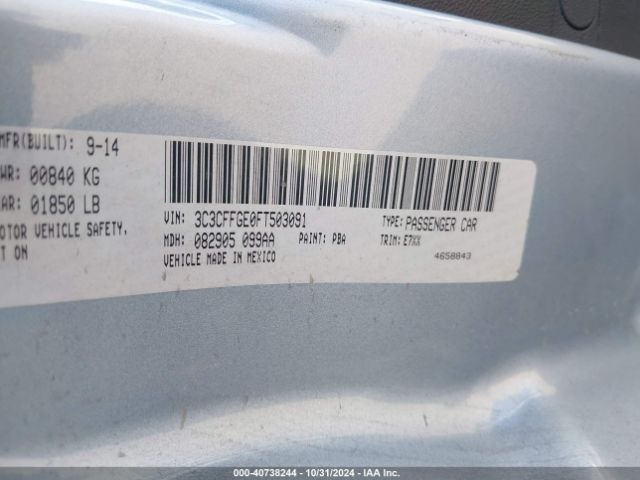 MFR(BUILT): 9-14
WR: 00840 KG
AR: 01850 LB
OTOR VEHICLE SAFETY,
T ON
VIN: 3C3CFFGE0FT503091
TYPE: PASSENGER CAR
MDH: 082905 099AA
PAINT: PBA
TRIM: E7XX
VEHICLE MADE IN MEXICO
4658843
000-40738244 - 10/31/2024 - IAA Inc.